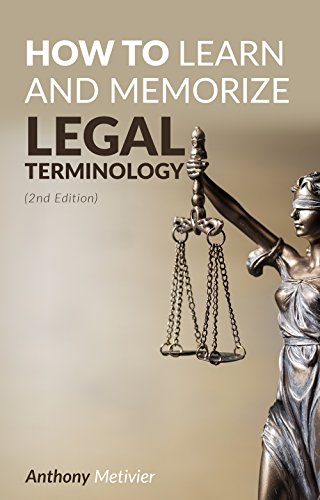 HOW TO LEARN
AND MEMORIZE
LEGAL
TERMINOLOGY
(2nd Edition)
Anthony Metivier